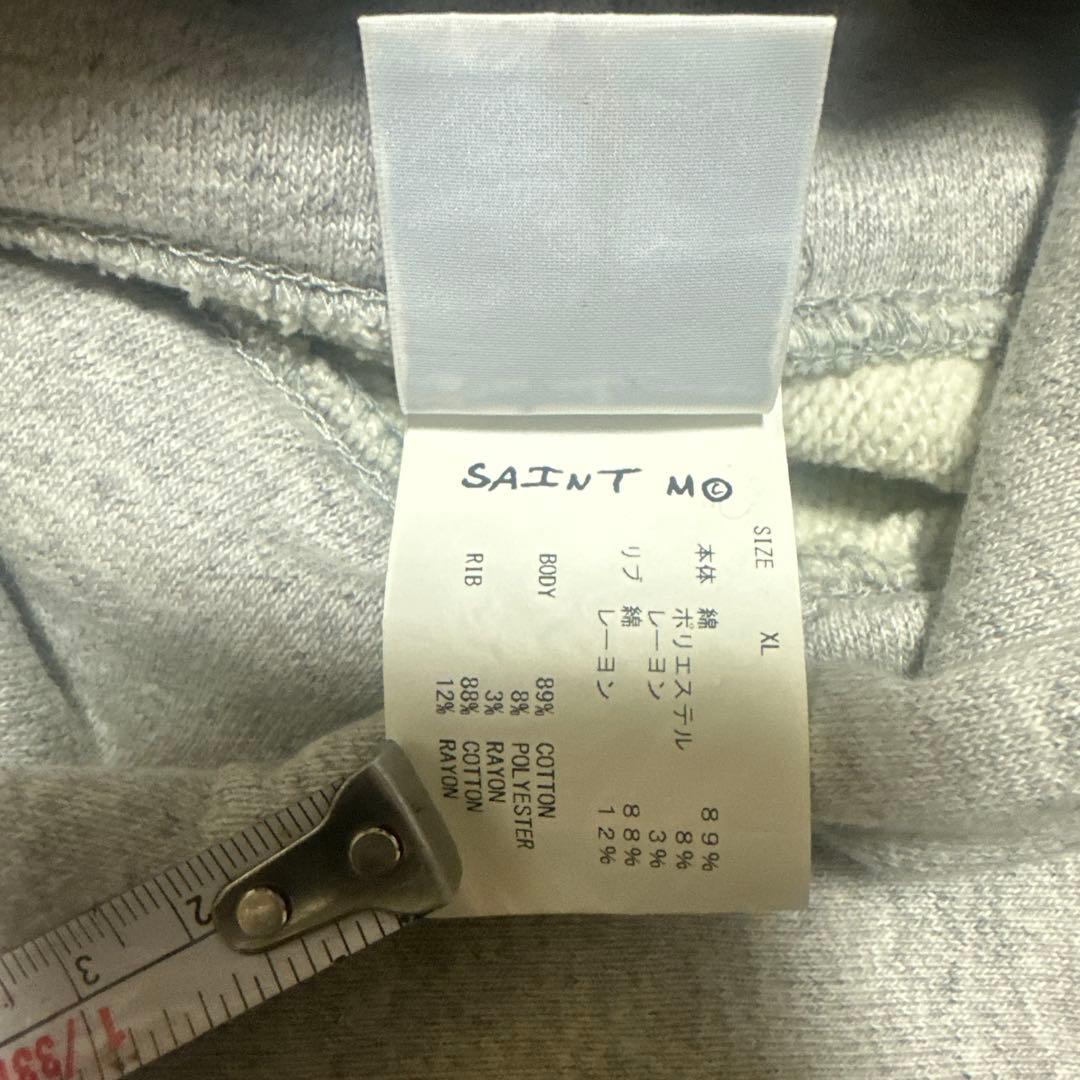 SAINT M©
SIZE XL
本体 綿 89%
ポリエステル 8%
レーヨン 3%
リブ 綿 88%
レーヨン 12%
BODY 89% COTTON
8% POLYESTER
3% RAYON
RIB 88% COTTON
12% RAYON
2
3
1/33